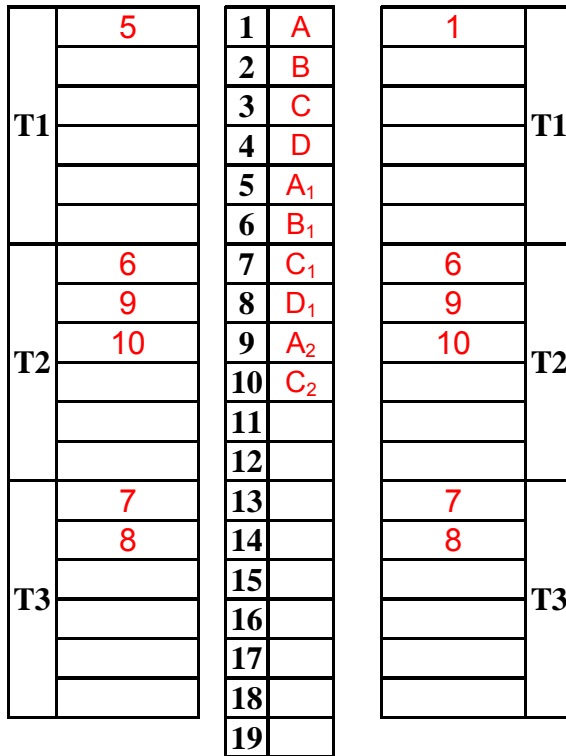 5 1 A 1
2 B
3 C
T1 4 D T1
5 A₁
6 B₁
6 7 C₁ 6
9 8 D₁ 9
10 9 A₂ 10
T2 10 C₂ T2
11
12
7 13 7
8 14 8
15
T3 16 T3
17
18
19